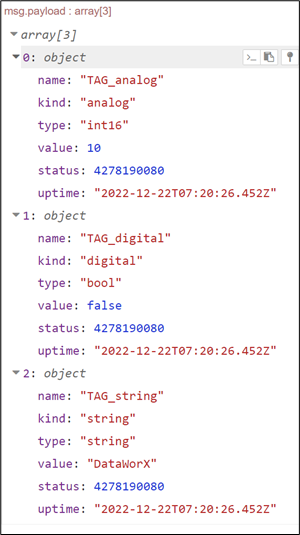 msg.payload : array[3]
array[3]
0: object
name: "TAG_analog"
kind: "analog"
type: "int16"
value: 10
status: 4278190080
uptime: "2022-12-22T07:20:26.452Z"
1: object
name: "TAG_digital"
kind: "digital"
type: "bool"
value: false
status: 4278190080
uptime: "2022-12-22T07:20:26.452Z"
2: object
name: "TAG_string"
kind: "string"
type: "string"
value: "DataWorX"
status: 4278190080
uptime: "2022-12-22T07:20:26.452Z"